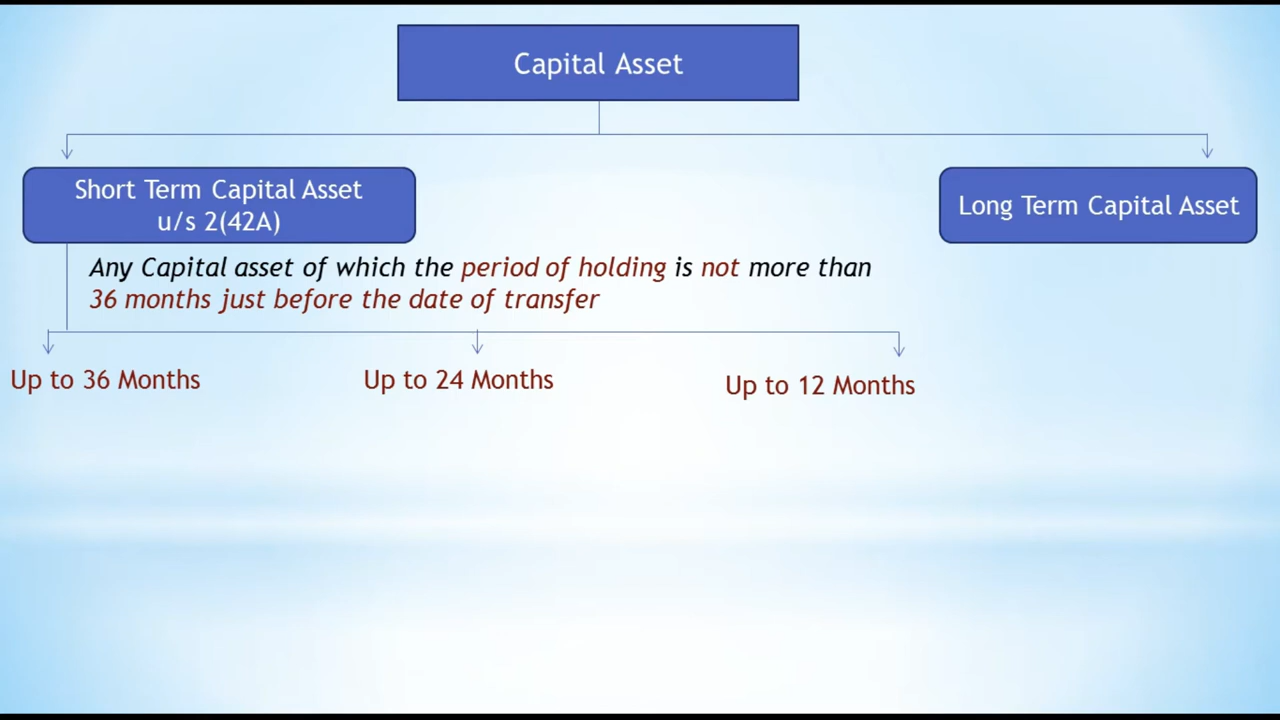 Capital Asset
Short Term Capital Asset
u/s 2(42A)
Long Term Capital Asset
Any Capital asset of which the period of holding is not more than
36 months just before the date of transfer
Up to 36 Months
Up to 24 Months
Up to 12 Months